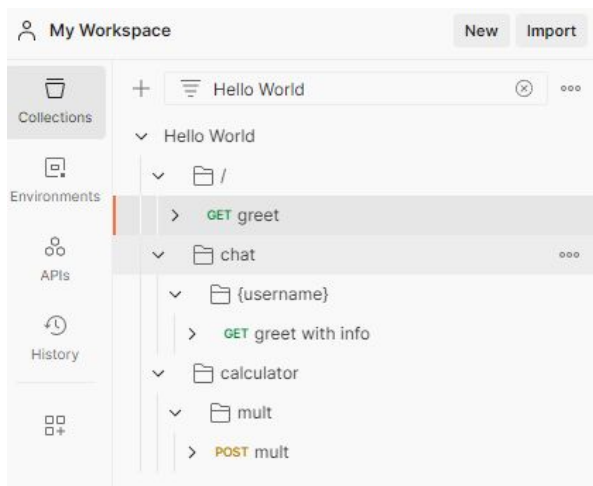 My Workspace New Import
Collections
Environments
APIs
History
Hello World
Hello World
/
GET greet
chat
{username}
GET greet with info
calculator
mult
POST mult